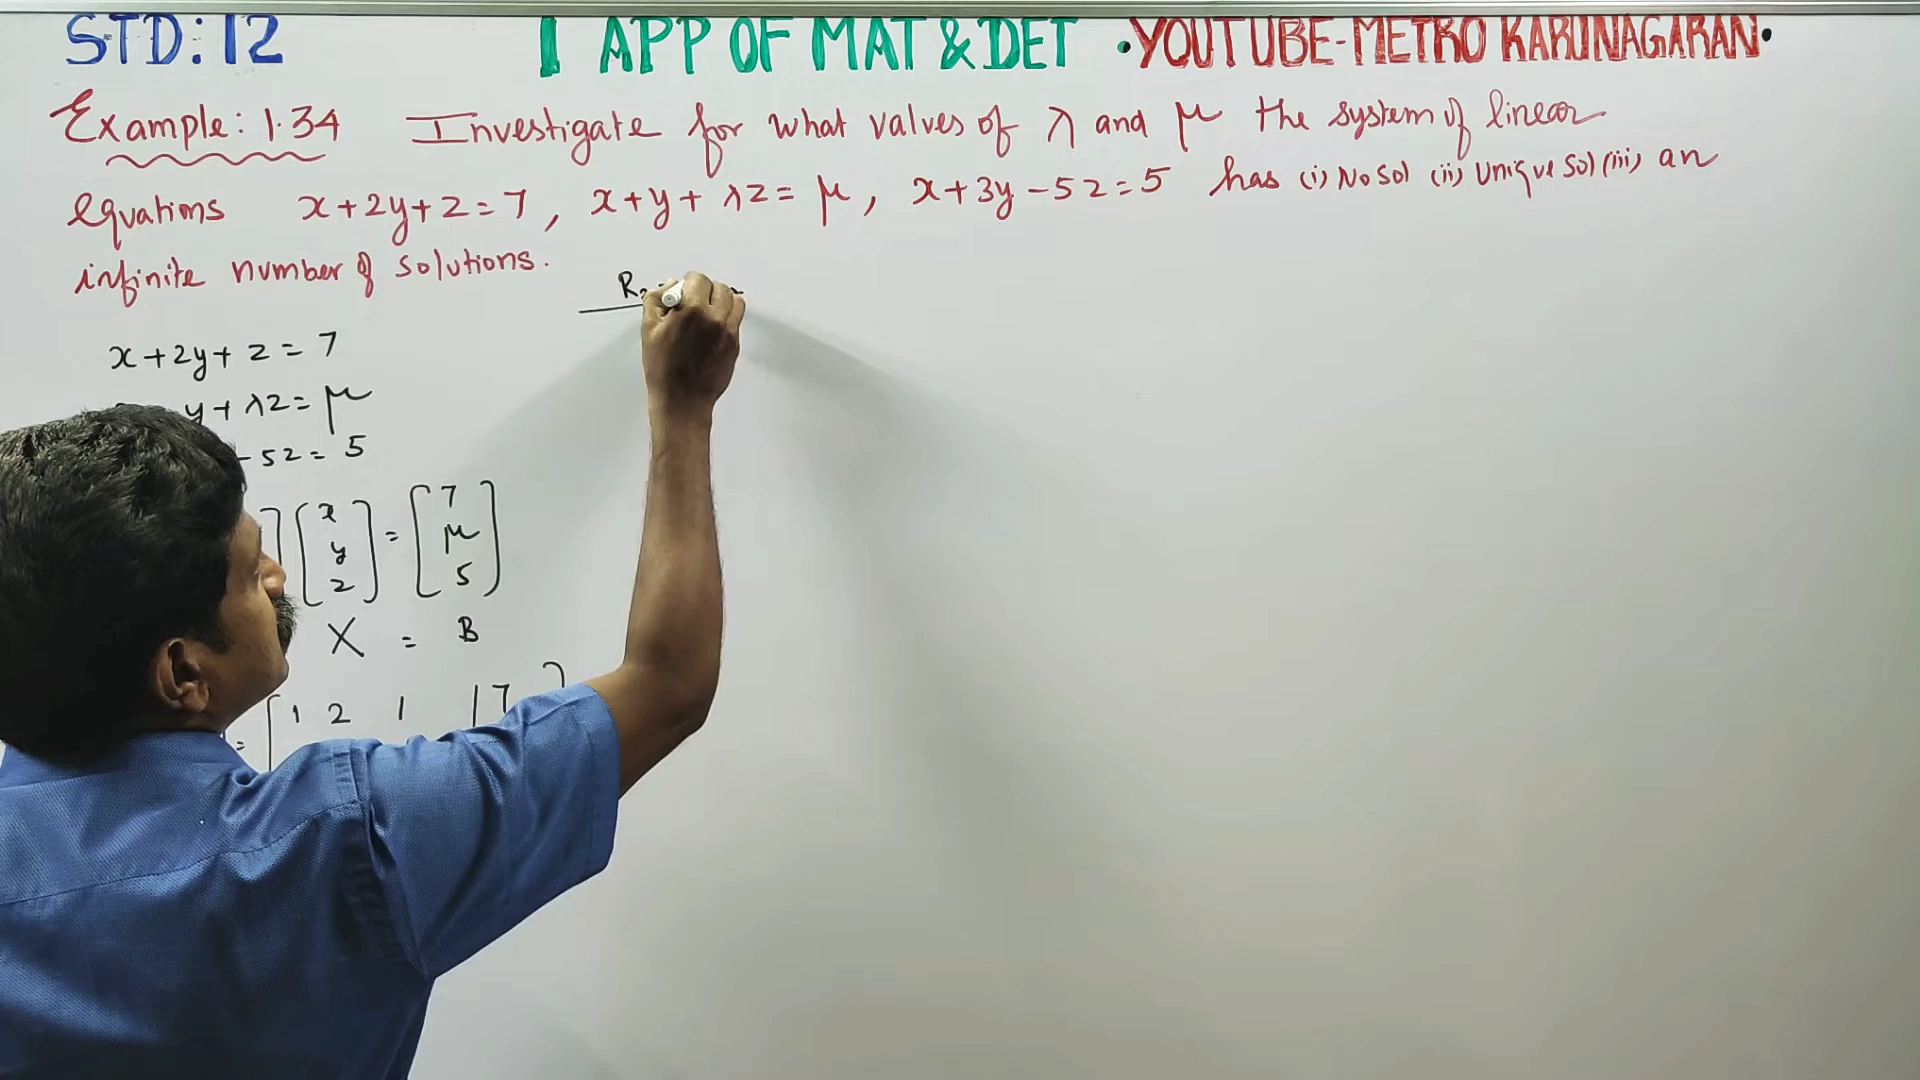 STD: 12 1 APP OF MAT & DET · YOUTUBE-METRO KARUNAGARAN·
Example: 1.34 Investigate for what values of λ and μ the system of linear
equations x+2y+z=7, x+y+λz=μ, x+3y-5z=5 has (i) No sol (ii) Unique Sol (iii) an
infinite number of solutions.
x+2y+z=7
y+λz=μ
-5z=5
[x y z] = [7 μ 5]
X = B
= [1 2 1 | 7